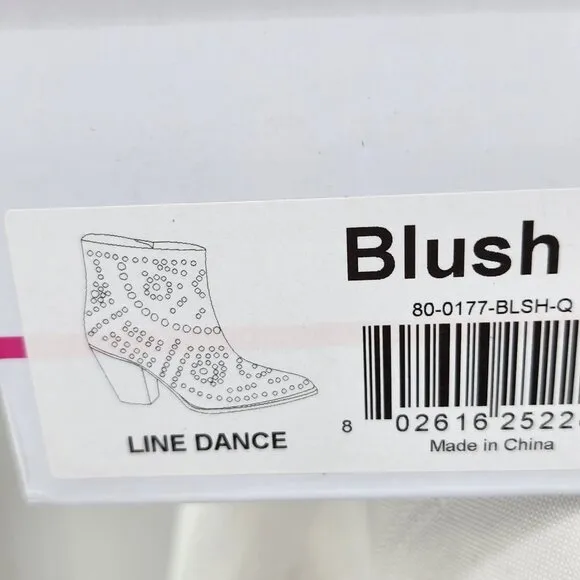 Blush
80-0177-BLSH-Q
8 02616 2522
Made in China
LINE DANCE